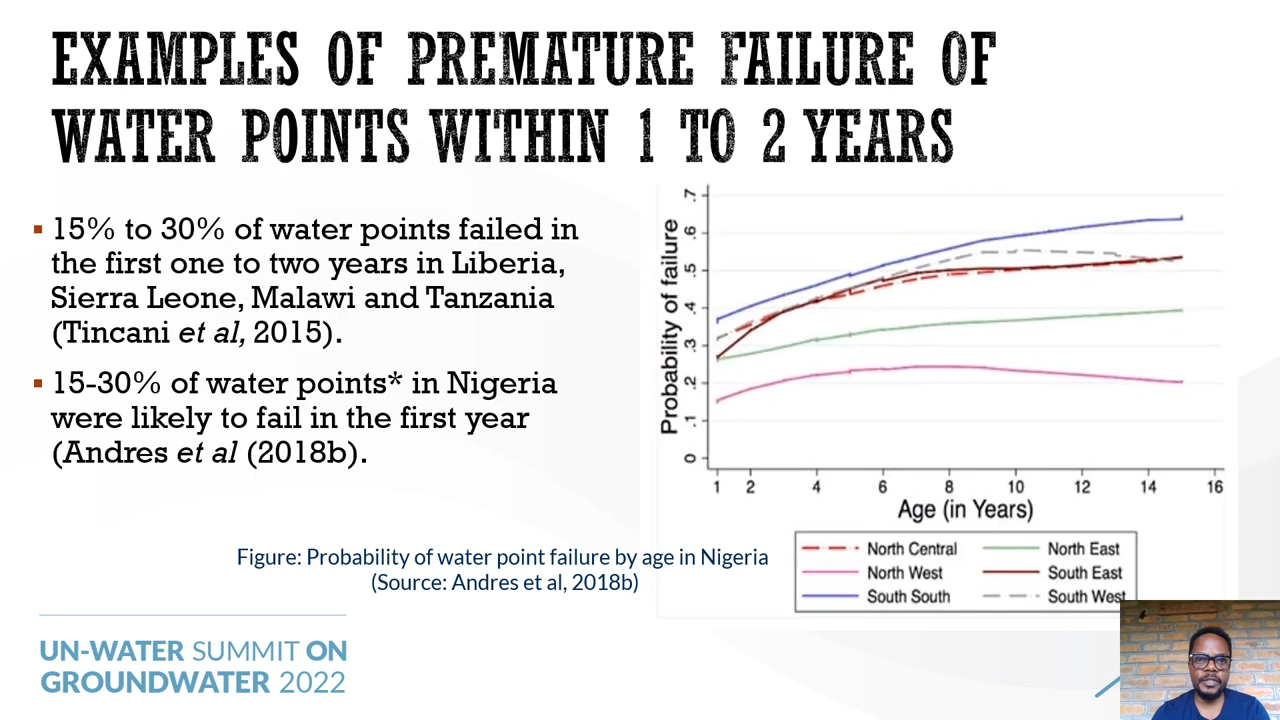 EXAMPLES OF PREMATURE FAILURE OF
WATER POINTS WITHIN 1 TO 2 YEARS
▪ 15% to 30% of water points failed in
the first one to two years in Liberia,
Sierra Leone, Malawi and Tanzania
(Tincani et al, 2015).
▪ 15-30% of water points* in Nigeria
were likely to fail in the first year
(Andres et al (2018b).
Probability of failure
.7
.6
.5
.4
.3
.2
.1
0
1 2 4 6 8 10 12 14 16
Age (in Years)
North Central North East
North West South East
South South South West
Figure: Probability of water point failure by age in Nigeria
(Source: Andres et al, 2018b)
UN-WATER SUMMIT ON
GROUNDWATER 2022